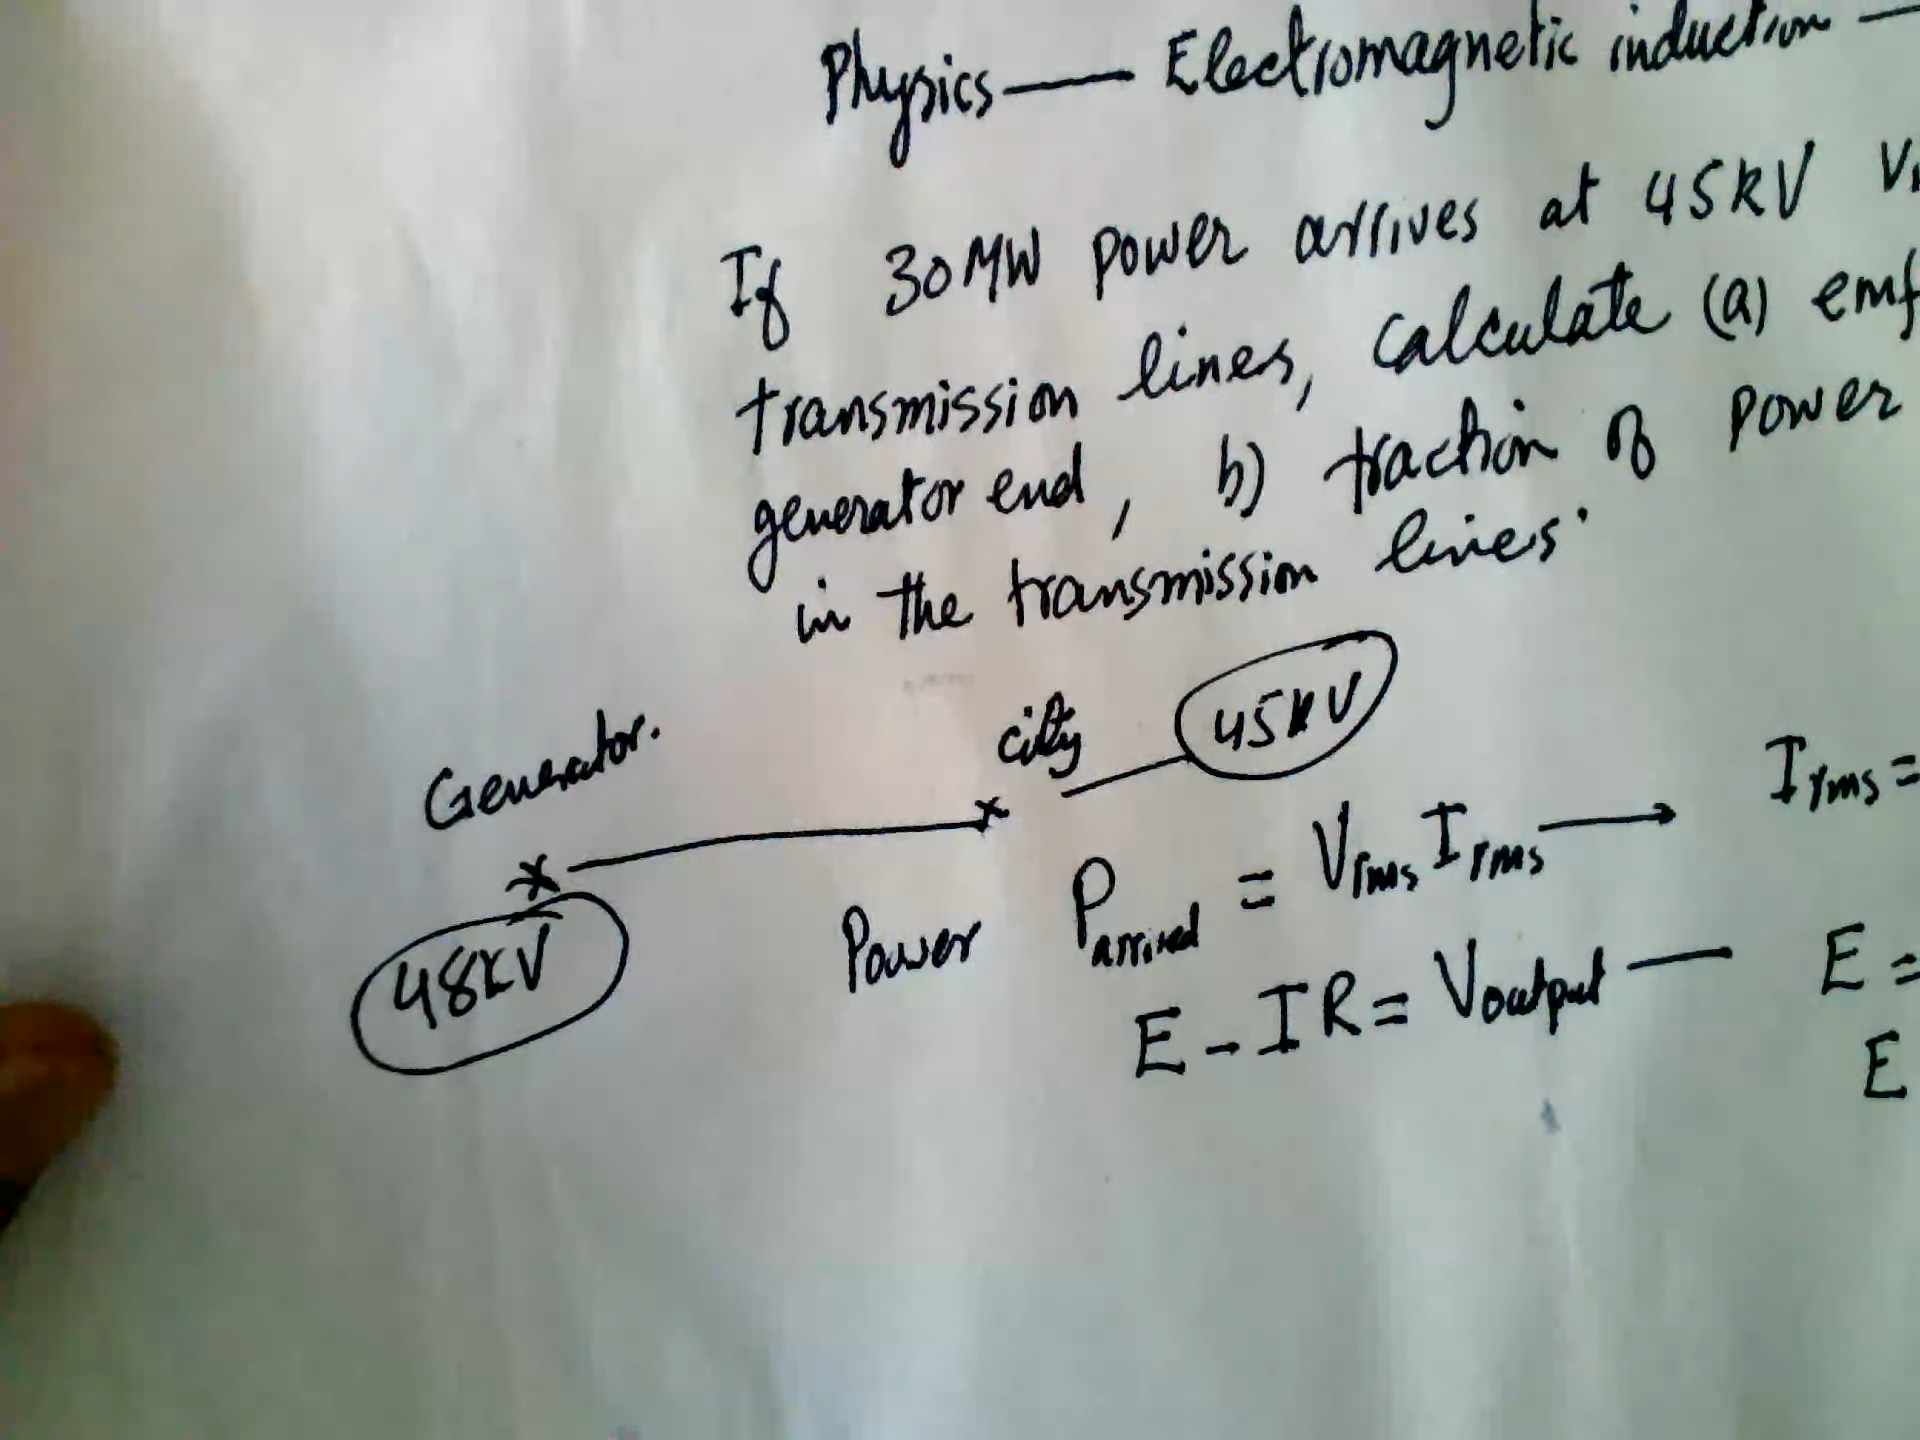 Physics — Electromagnetic induction —
If 30MW power arrives at 45kV
transmission lines, calculate (a) emf
generator end, b) fraction of power
in the transmission lines.
Generator.
city
45kV
48kV
Power P arrived = Vrms Irms → Irms =
E - IR = Voutput — E =
E